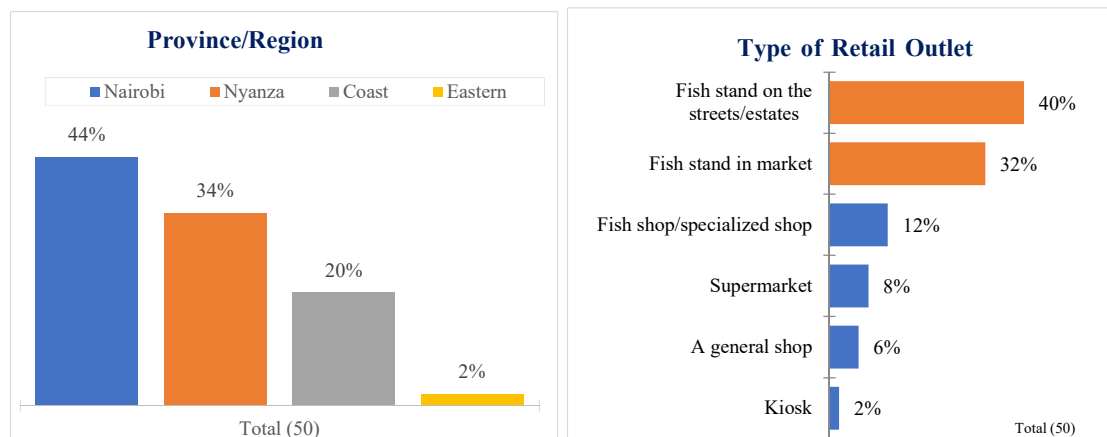 Province/Region
Nairobi
Nyanza
Coast
Eastern
44%
34%
20%
2%
Total (50)
Type of Retail Outlet
Fish stand on the
streets/estates
40%
Fish stand in market
32%
Fish shop/specialized shop
12%
Supermarket
8%
A general shop
6%
Kiosk
2%
Total (50)